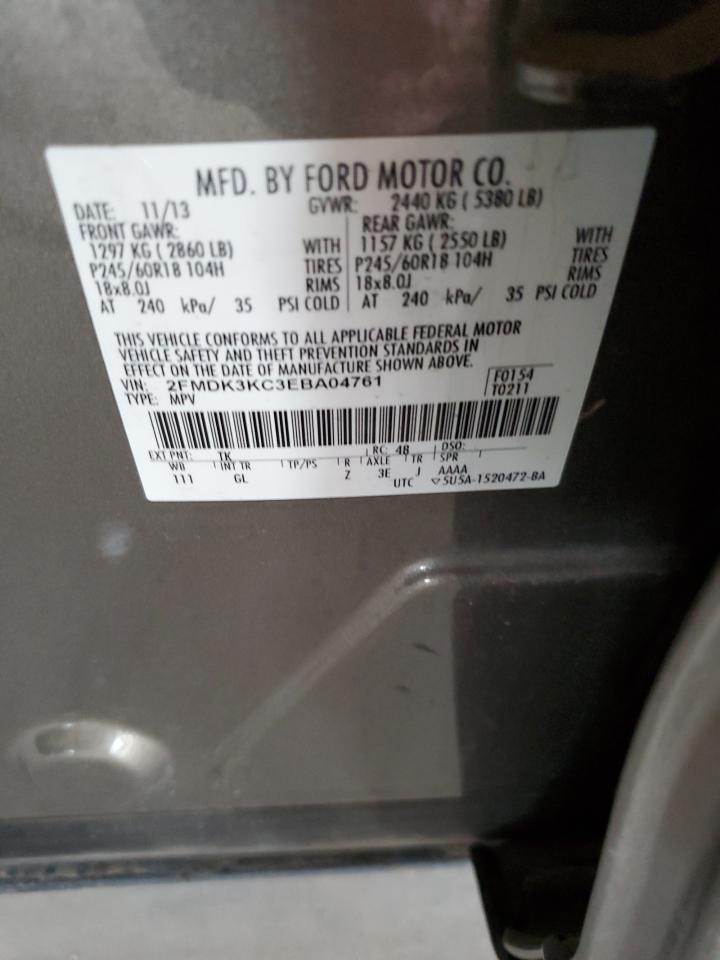 MFD. BY FORD MOTOR CO.
DATE: 11/13 GVWR: 2440 KG ( 5380 LB)
FRONT GAWR: REAR GAWR:
1297 KG ( 2860 LB) WITH 1157 KG ( 2550 LB) WITH
P245/60R18 104H TIRES P245/60R18 104H TIRES
18x8.0J RIMS 18x8.0J RIMS
AT 240 kPa/ 35 PSI COLD AT 240 kPa/ 35 PSI COLD
THIS VEHICLE CONFORMS TO ALL APPLICABLE FEDERAL MOTOR
VEHICLE SAFETY AND THEFT PREVENTION STANDARDS IN
EFFECT ON THE DATE OF MANUFACTURE SHOWN ABOVE.
VIN: 2FMDK3KC3EBA04761 F0154
TYPE: MPV T0211
EXT PNT: TK RC: 48 DSO:
WB INT TR TP/PS R AXLE TR SPR
111 GL Z 3E J AAAA
UTC ▽5U5A-1520472-BA